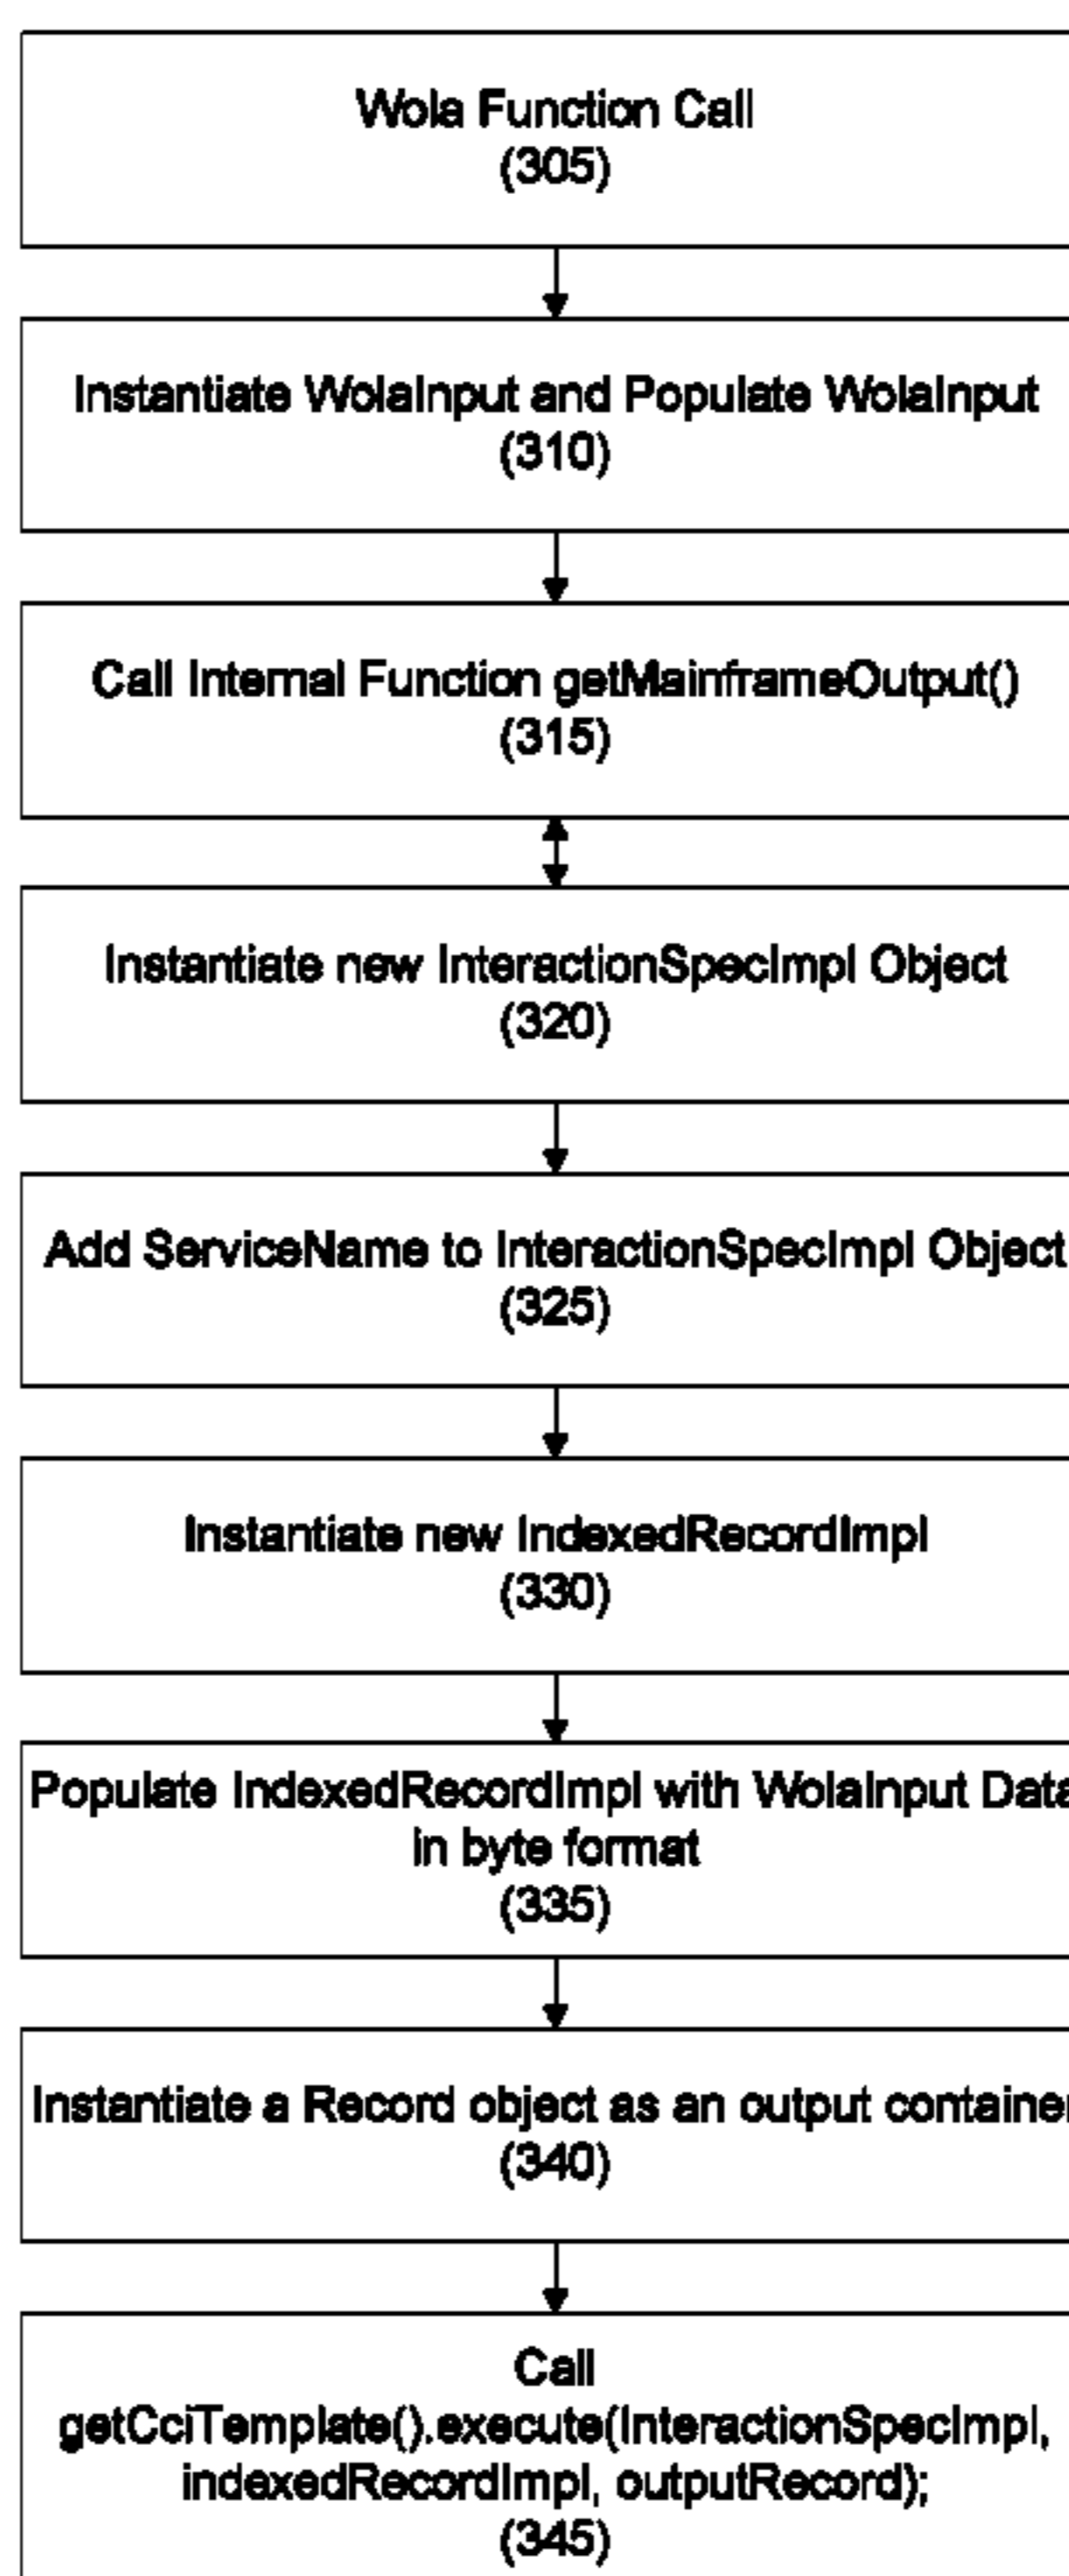 Wola Function Call
(305)
Instantiate WolaInput and Populate WolaInput
(310)
Call Internal Function getMainframeOutput()
(315)
Instantiate new InteractionSpecImpl Object
(320)
Add ServiceName to InteractionSpecImpl Object
(325)
Instantiate new IndexedRecordImpl
(330)
Populate IndexedRecordImpl with WolaInput Data
in byte format
(335)
Instantiate a Record object as an output container
(340)
Call
getCciTemplate().execute(InteractionSpecImpl,
indexedRecordImpl, outputRecord);
(345)